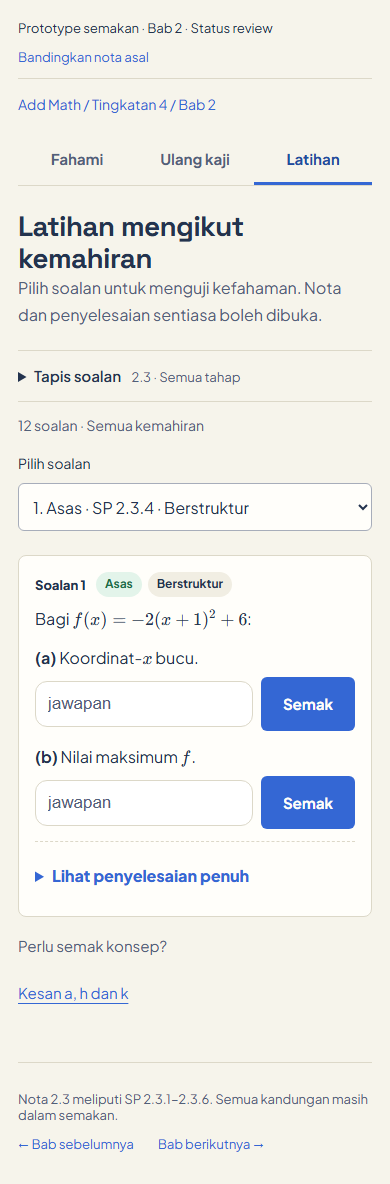 Prototype semakan · Bab 2 · Status review
Bandingkan nota asal
Add Math / Tingkatan 4 / Bab 2
Fahami Ulang kaji Latihan
Latihan mengikut
kemahiran
Pilih soalan untuk menguji kefahaman. Nota
dan penyelesaian sentiasa boleh dibuka.
▶ Tapis soalan 2.3 · Semua tahap
12 soalan · Semua kemahiran
Pilih soalan
1. Asas · SP 2.3.4 · Berstruktur
Soalan 1 Asas Berstruktur
Bagi f(x) = −2(x + 1)² + 6:
(a) Koordinat-x bucu.
jawapan Semak
(b) Nilai maksimum f.
jawapan Semak
▶ Lihat penyelesaian penuh
Perlu semak konsep?
Kesan a, h dan k
Nota 2.3 meliputi SP 2.3.1–2.3.6. Semua kandungan masih
dalam semakan.
← Bab sebelumnya Bab berikutnya →